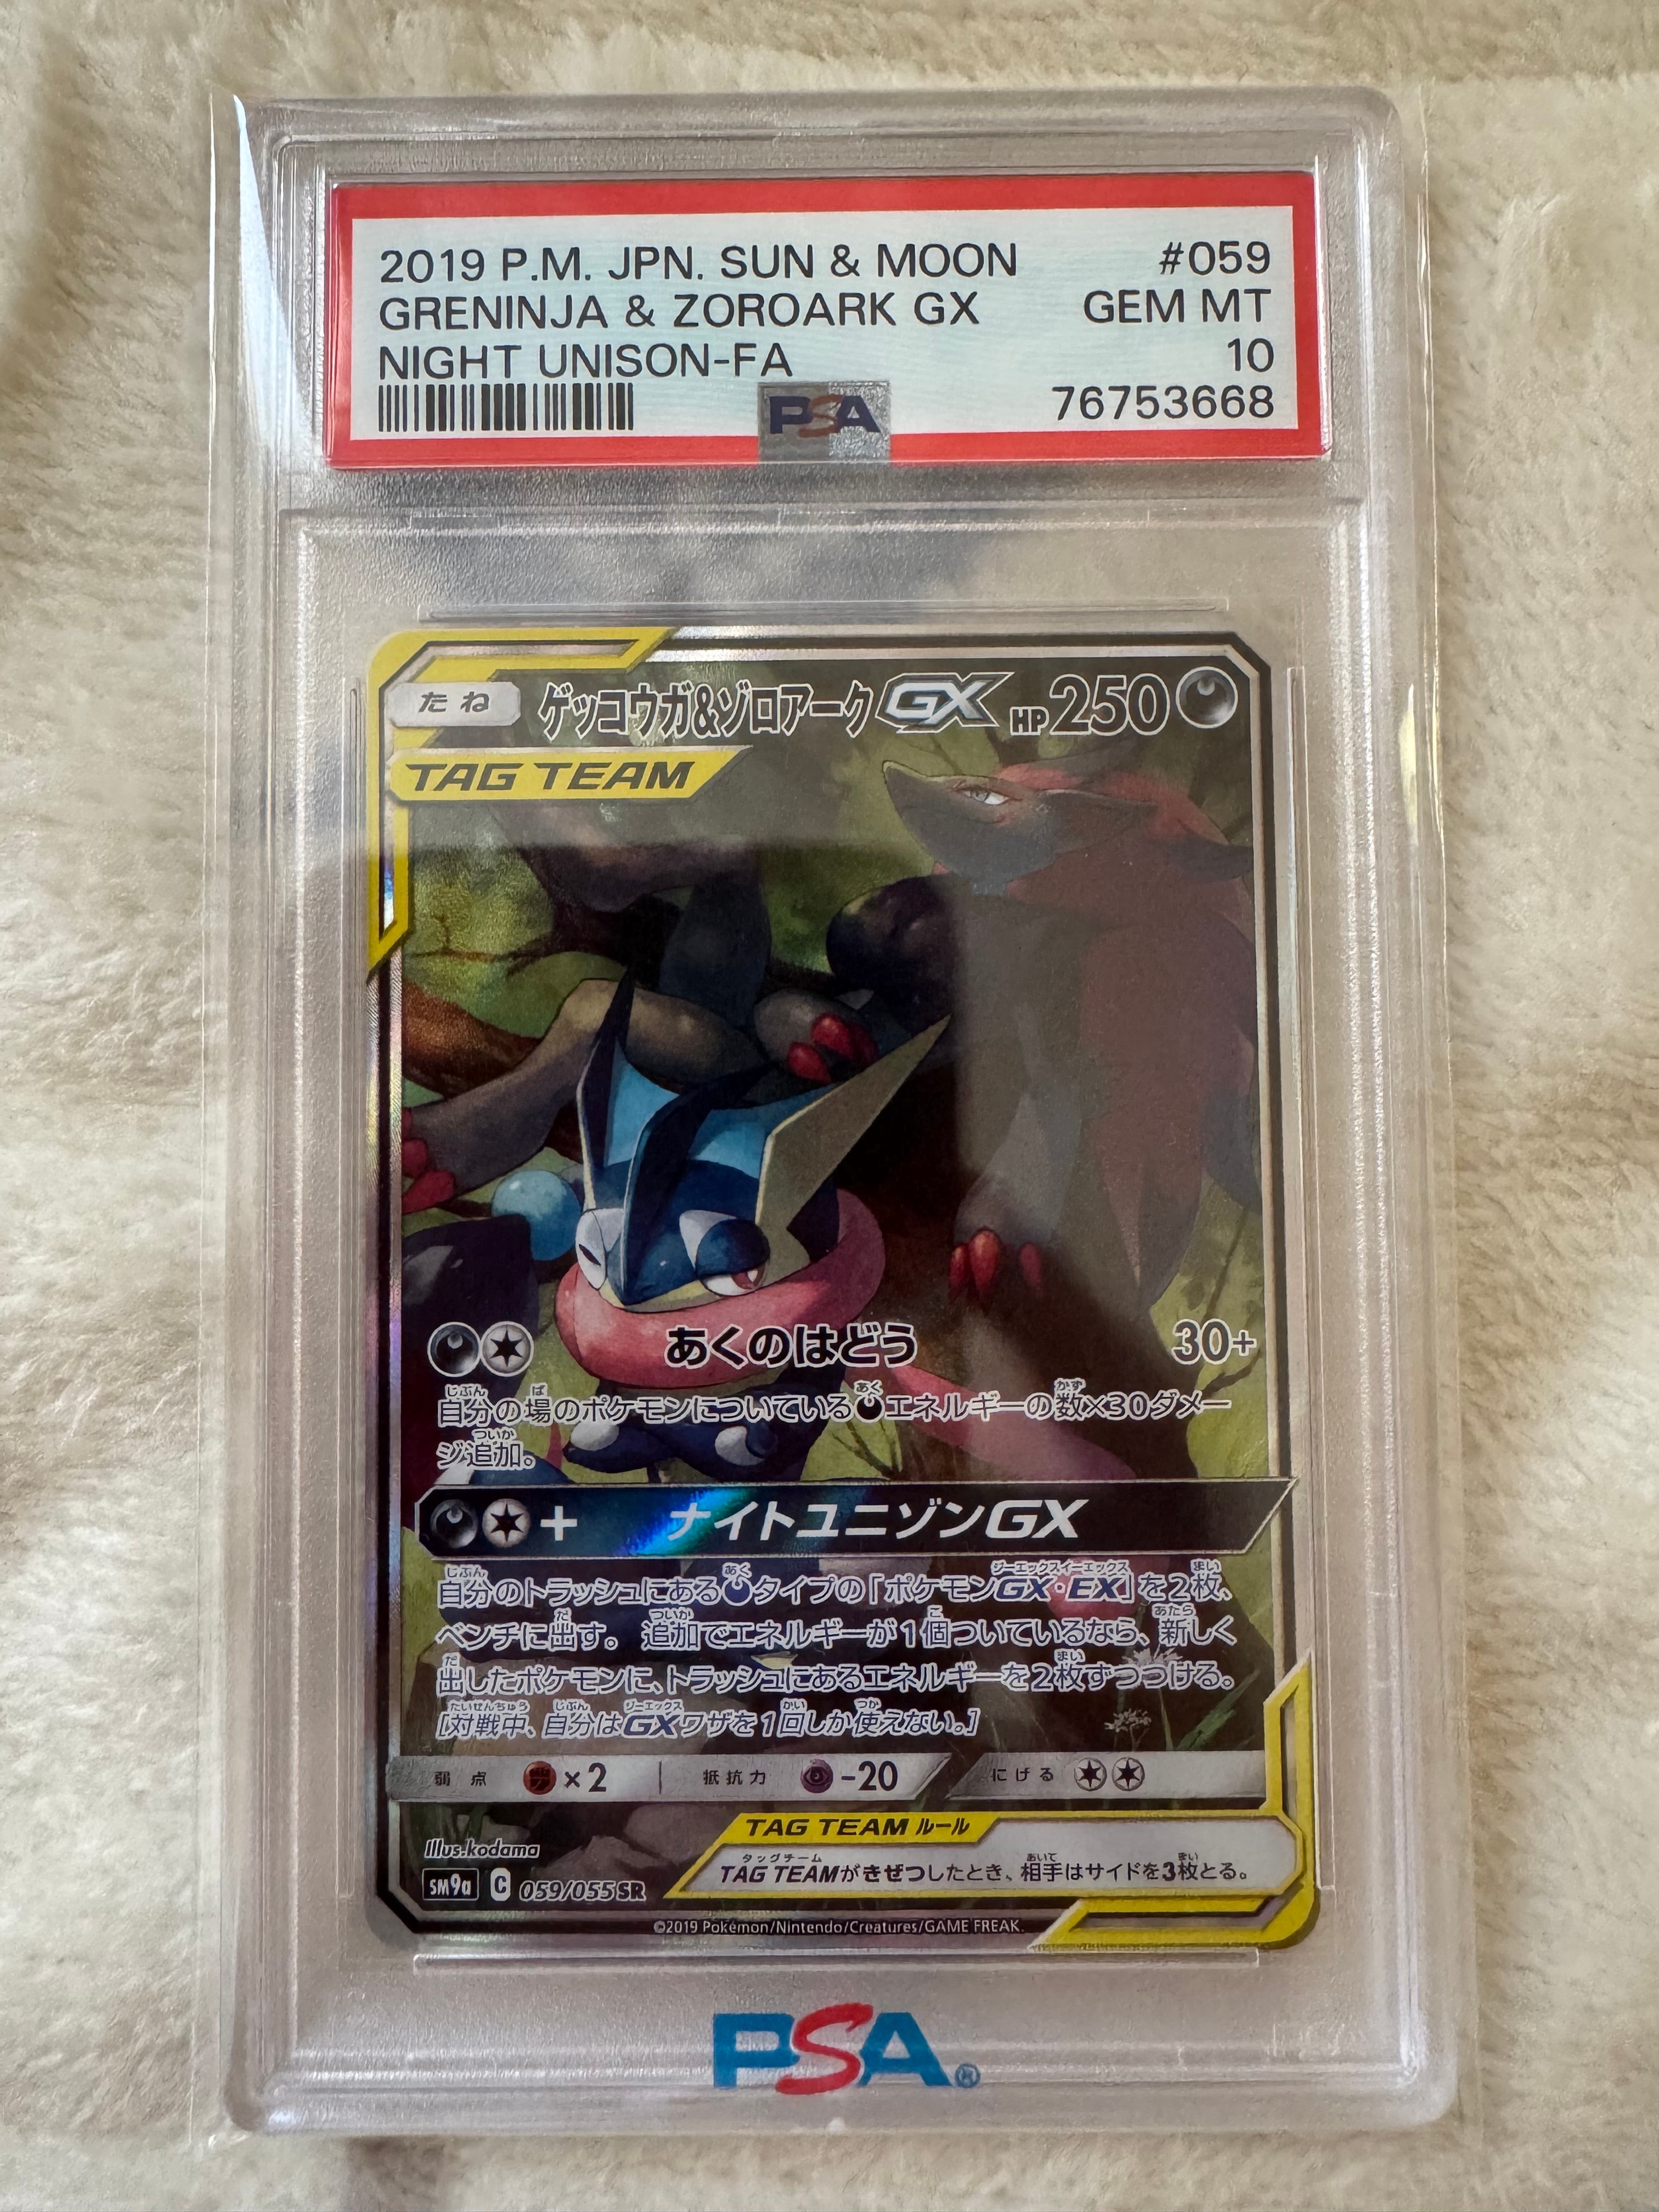 2019 P.M. JPN. SUN & MOON #059
GRENINJA & ZOROARK GX GEM MT
NIGHT UNISON-FA 10
PSA 76753668
たね ゲッコウガ&ゾロアークGX HP250
TAG TEAM
あくのはどう 30+
自分の場のポケモンについているエネルギーの数×30ダメー
ジ追加。
+ ナイトユニゾンGX
自分のトラッシュにあるタイプの「ポケモンGX・EX」を2枚、
ベンチに出す。 追加でエネルギーが1個ついているなら、新しく
出したポケモンに、トラッシュにあるエネルギーを2枚ずつつける。
[対戦中、自分はGXワザを1回しか使えない。]
弱点 ×2 抵抗力 -20 にげる
TAG TEAM ルール
TAG TEAMがきぜつしたとき、相手はサイドを3枚とる。
Illus.kodama
SM9a C 059/055 SR
©2019 Pokémon/Nintendo/Creatures/GAME FREAK.
PSA®